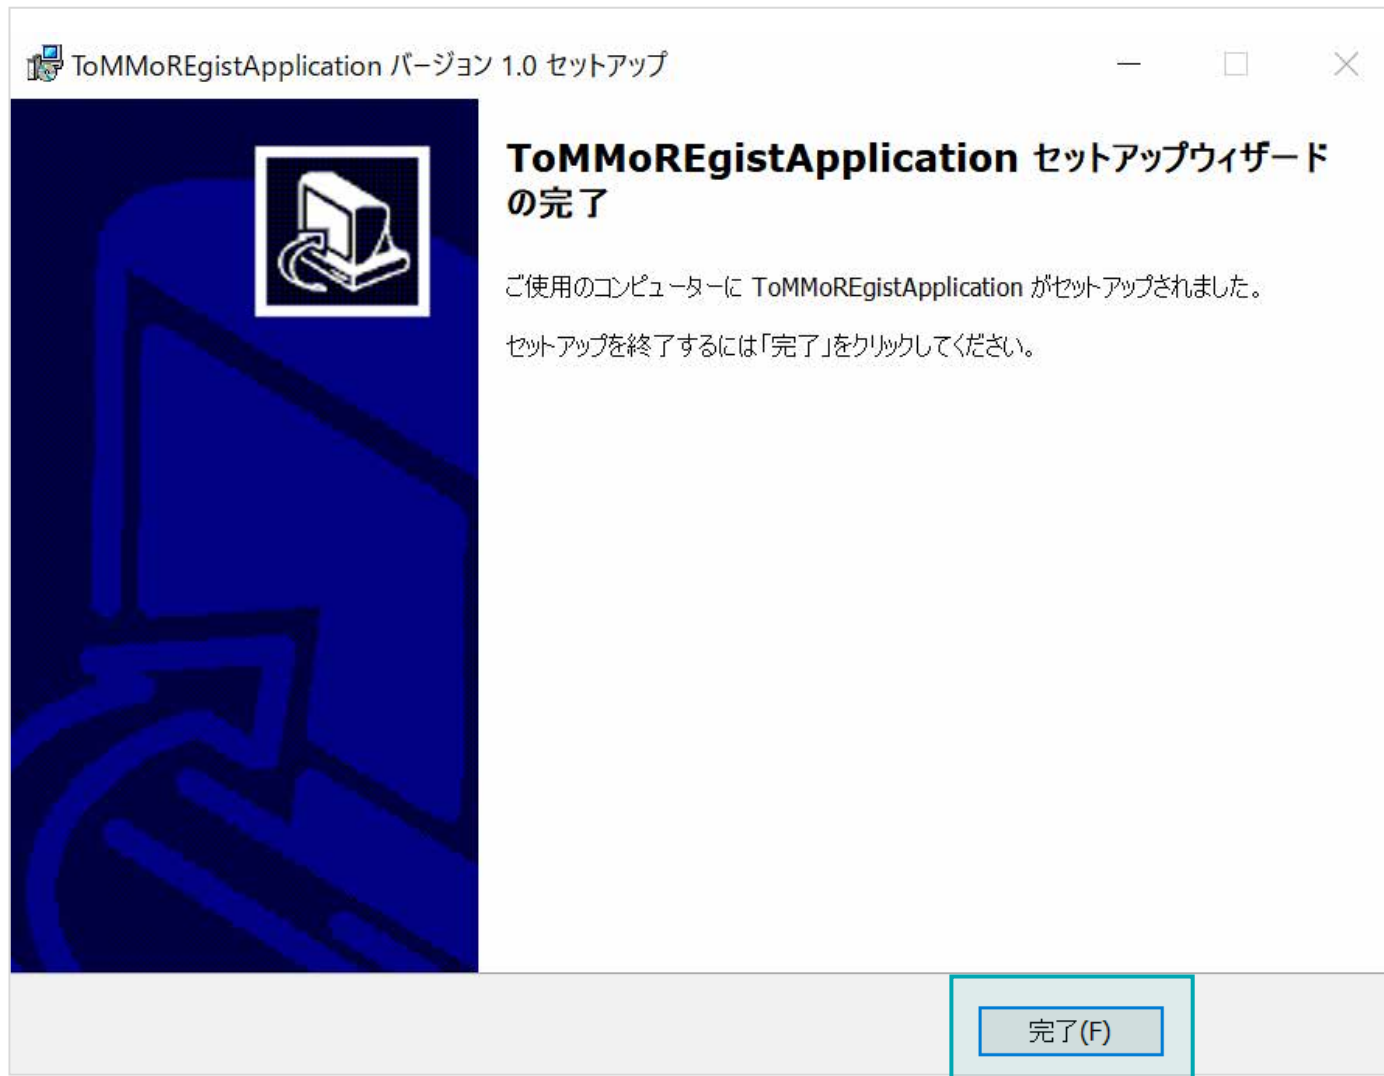 ToMMoREgistApplication バージョン 1.0 セットアップ
ToMMoREgistApplication セットアップウィザード
の完了
ご使用のコンピューターに ToMMoREgistApplication がセットアップされました。
セットアップを終了するには「完了」をクリックしてください。
完了(F)